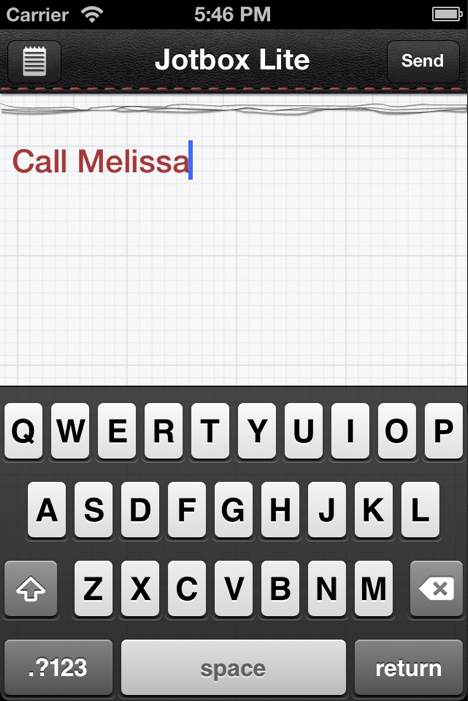 Carrier 5:46 PM
Jotbox Lite Send
Call Melissa
Q W E R T Y U I O P
A S D F G H J K L
Z X C V B N M
.?123 space return